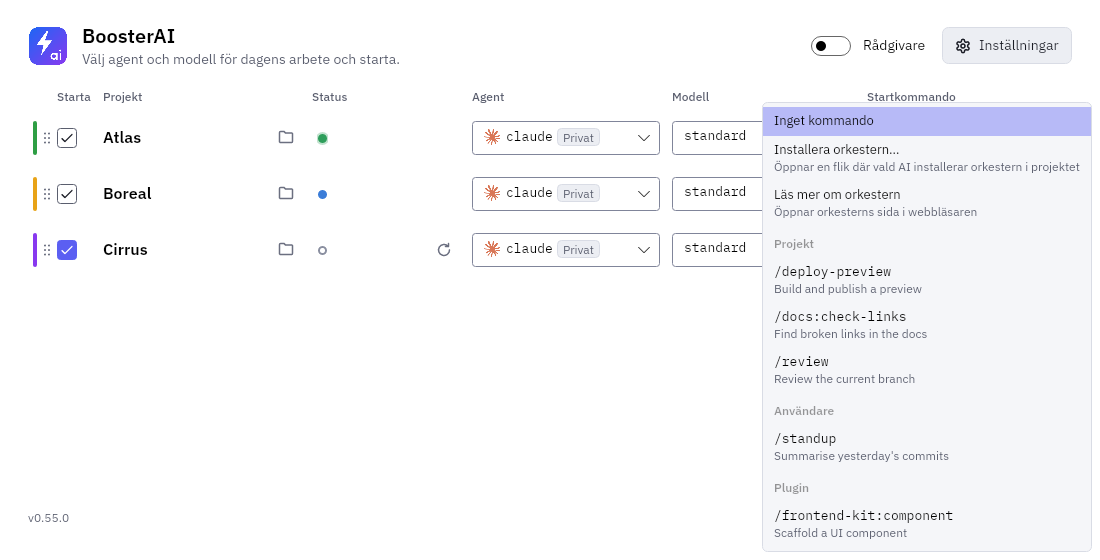 ai
BoosterAI
Välj agent och modell för dagens arbete och starta.
Rådgivare
Inställningar
Starta Projekt Status Agent Modell Startkommando
Atlas claude Privat standard
Boreal claude Privat standard
Cirrus claude Privat standard
Inget kommando
Installera orkestern…
Öppnar en flik där vald AI installerar orkestern i projektet
Läs mer om orkestern
Öppnar orkesterns sida i webbläsaren
Projekt
/deploy-preview
Build and publish a preview
/docs:check-links
Find broken links in the docs
/review
Review the current branch
Användare
/standup
Summarise yesterday's commits
Plugin
/frontend-kit:component
Scaffold a UI component
v0.55.0